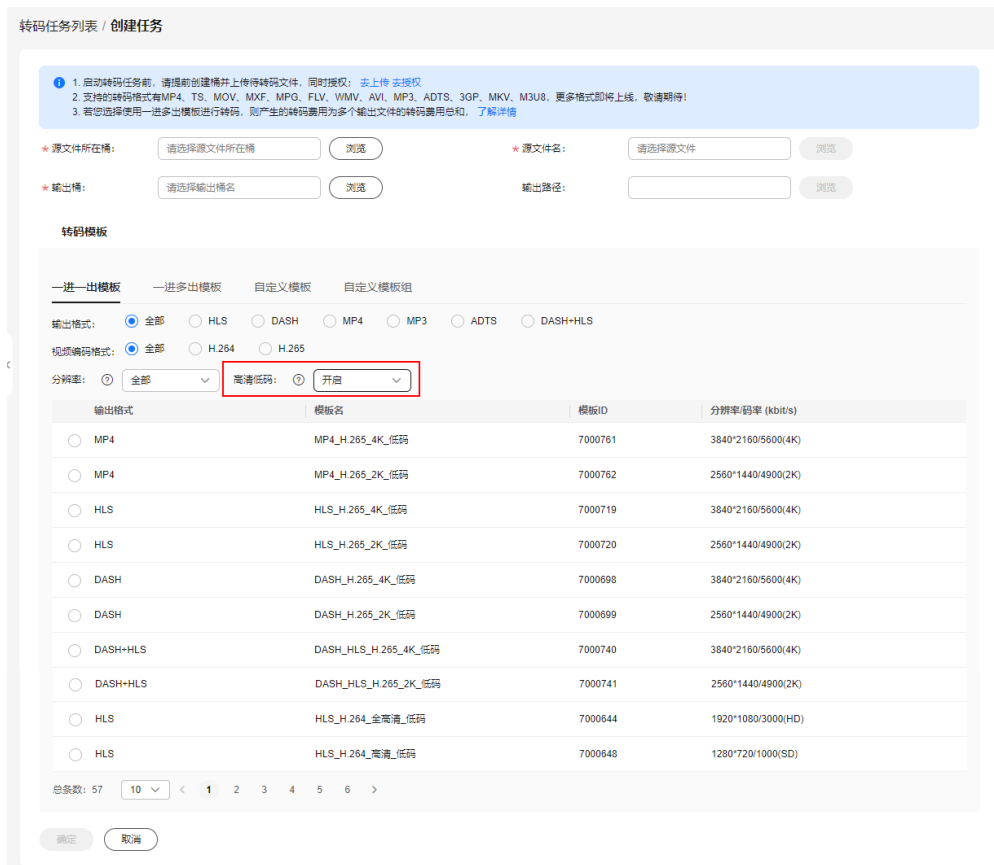 转码任务列表 / 创建任务
1. 启动转码任务前，请提前创建桶并上传待转码文件，同时授权； 去上传 去授权
2. 支持的转码格式有MP4、TS、MOV、MXF、MPG、FLV、WMV、AVI、MP3、ADTS、3GP、MKV、M3U8，更多格式即将上线，敬请期待！
3. 若您选择使用一进多出模板进行转码，则产生的转码费用为多个输出文件的转码费用总和， 了解详情
* 源文件所在桶： 请选择源文件所在桶 浏览 * 源文件名： 请选择源文件 浏览
* 输出桶： 请选择输出桶名 浏览 输出路径： 浏览
转码模板
一进一出模板 一进多出模板 自定义模板 自定义模板组
输出格式： 全部 HLS DASH MP4 MP3 ADTS DASH+HLS
视频编码格式： 全部 H.264 H.265
分辨率： ? 全部 高清低码： ? 开启
输出格式 模板名 模板ID 分辨率/码率 (kbit/s)
MP4 MP4_H.265_4K_低码 7000761 3840*2160/5600(4K)
MP4 MP4_H.265_2K_低码 7000762 2560*1440/4900(2K)
HLS HLS_H.265_4K_低码 7000719 3840*2160/5600(4K)
HLS HLS_H.265_2K_低码 7000720 2560*1440/4900(2K)
DASH DASH_H.265_4K_低码 7000698 3840*2160/5600(4K)
DASH DASH_H.265_2K_低码 7000699 2560*1440/4900(2K)
DASH+HLS DASH_HLS_H.265_4K_低码 7000740 3840*2160/5600(4K)
DASH+HLS DASH_HLS_H.265_2K_低码 7000741 2560*1440/4900(2K)
HLS HLS_H.264_全高清_低码 7000644 1920*1080/3000(HD)
HLS HLS_H.264_高清_低码 7000648 1280*720/1000(SD)
总条数： 57 10 < 1 2 3 4 5 6 >
确定 取消